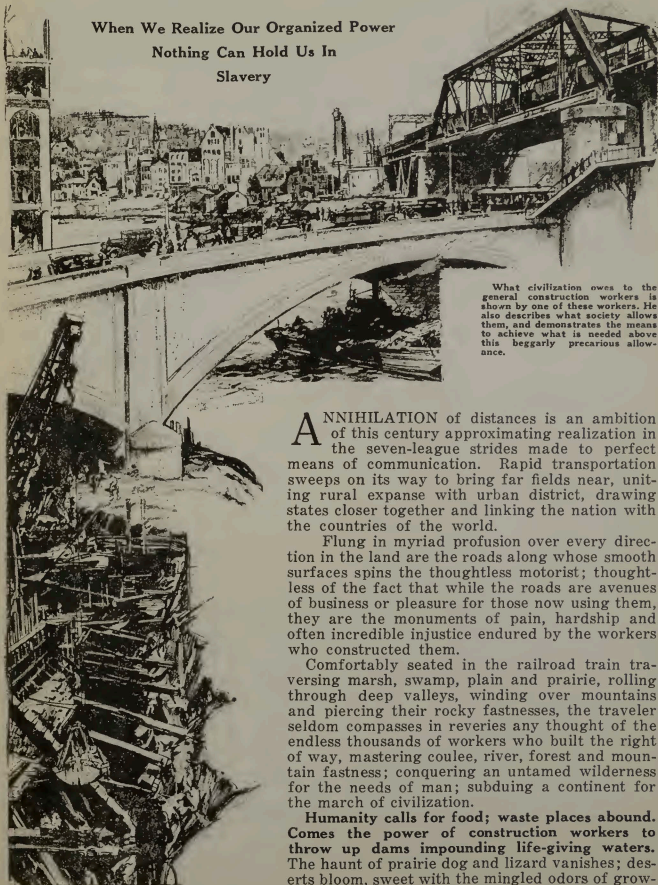 When We Realize Our Organized Power
Nothing Can Hold Us In
Slavery
What civilization owes to the
general construction workers is
shown by one of these workers. He
also describes what society allows
them, and demonstrates the means
to achieve what is needed above
this beggarly precarious allow-
ance.
ANNIHILATION of distances is an ambition
of this century approximating realization in
the seven-league strides made to perfect
means of communication. Rapid transportation
sweeps on its way to bring far fields near, unit-
ing rural expanse with urban district, drawing
states closer together and linking the nation with
the countries of the world.
Flung in myriad profusion over every direc-
tion in the land are the roads along whose smooth
surfaces spins the thoughtless motorist; thought-
less of the fact that while the roads are avenues
of business or pleasure for those now using them,
they are the monuments of pain, hardship and
often incredible injustice endured by the workers
who constructed them.
Comfortably seated in the railroad train tra-
versing marsh, swamp, plain and prairie, rolling
through deep valleys, winding over mountains
and piercing their rocky fastnesses, the traveler
seldom compasses in reveries any thought of the
endless thousands of workers who built the right
of way, mastering coulee, river, forest and moun-
tain fastness; conquering an untamed wilderness
for the needs of man; subduing a continent for
the march of civilization.
Humanity calls for food; waste places abound.
Comes the power of construction workers to
throw up dams impounding life-giving waters.
The haunt of prairie dog and lizard vanishes; des-
erts bloom, sweet with the mingled odors of grow-